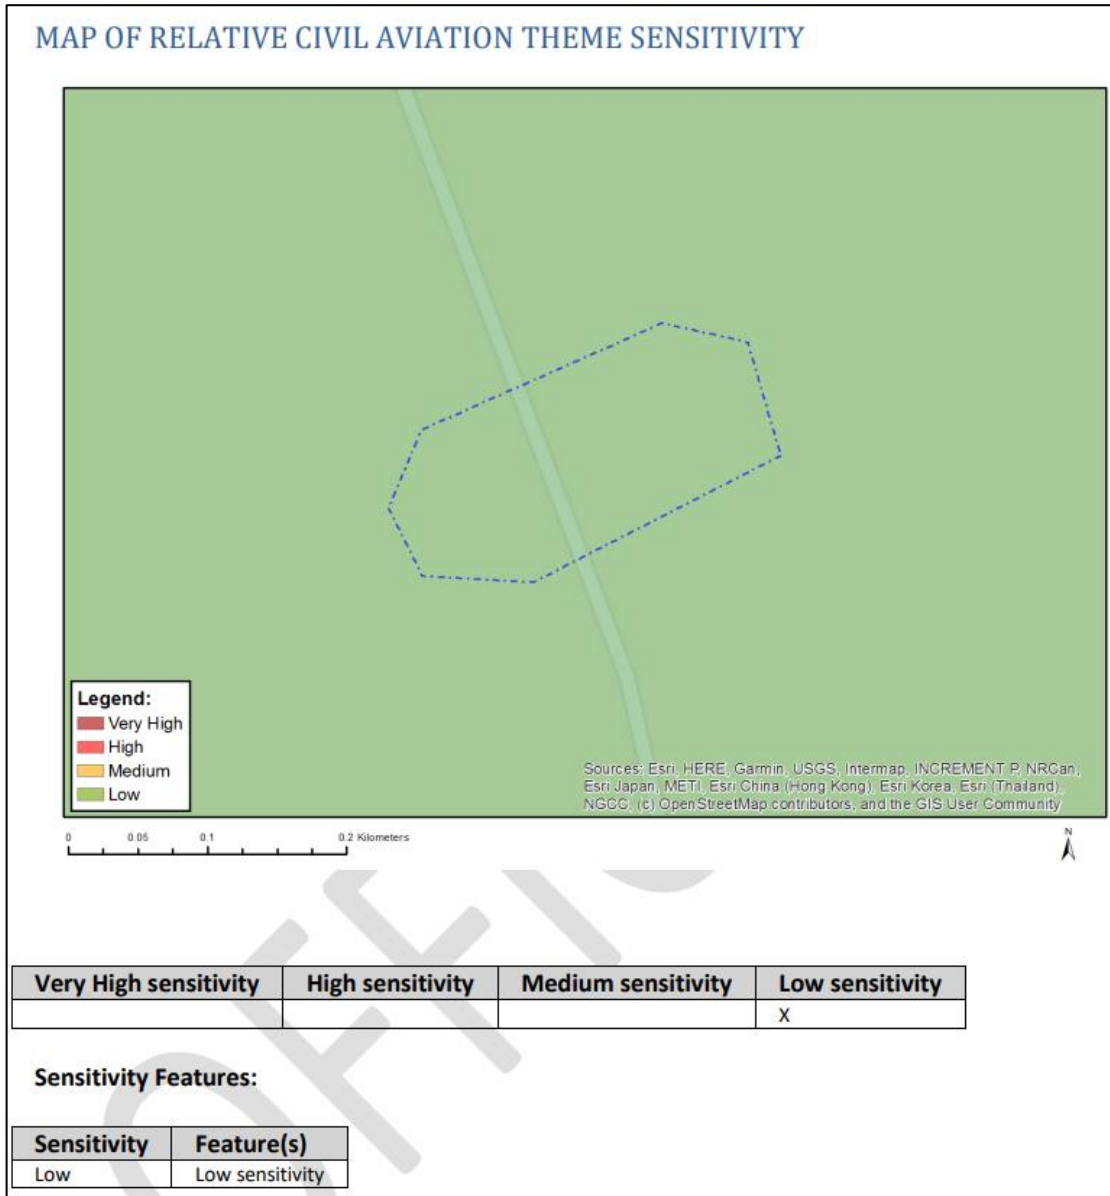 MAP OF RELATIVE CIVIL AVIATION THEME SENSITIVITY
Legend:
Very High
High
Medium
Low
Sources: Esri, HERE, Garmin, USGS, Intermap, INCREMENT P, NRCan,
Esri Japan, METI, Esri China (Hong Kong), Esri Korea, Esri (Thailand),
NGCC, (c) OpenStreetMap contributors, and the GIS User Community
0 0.05 0.1 0.2 Kilometers
N
Very High sensitivity High sensitivity Medium sensitivity Low sensitivity
X
Sensitivity Features:
Sensitivity Feature(s)
Low Low sensitivity